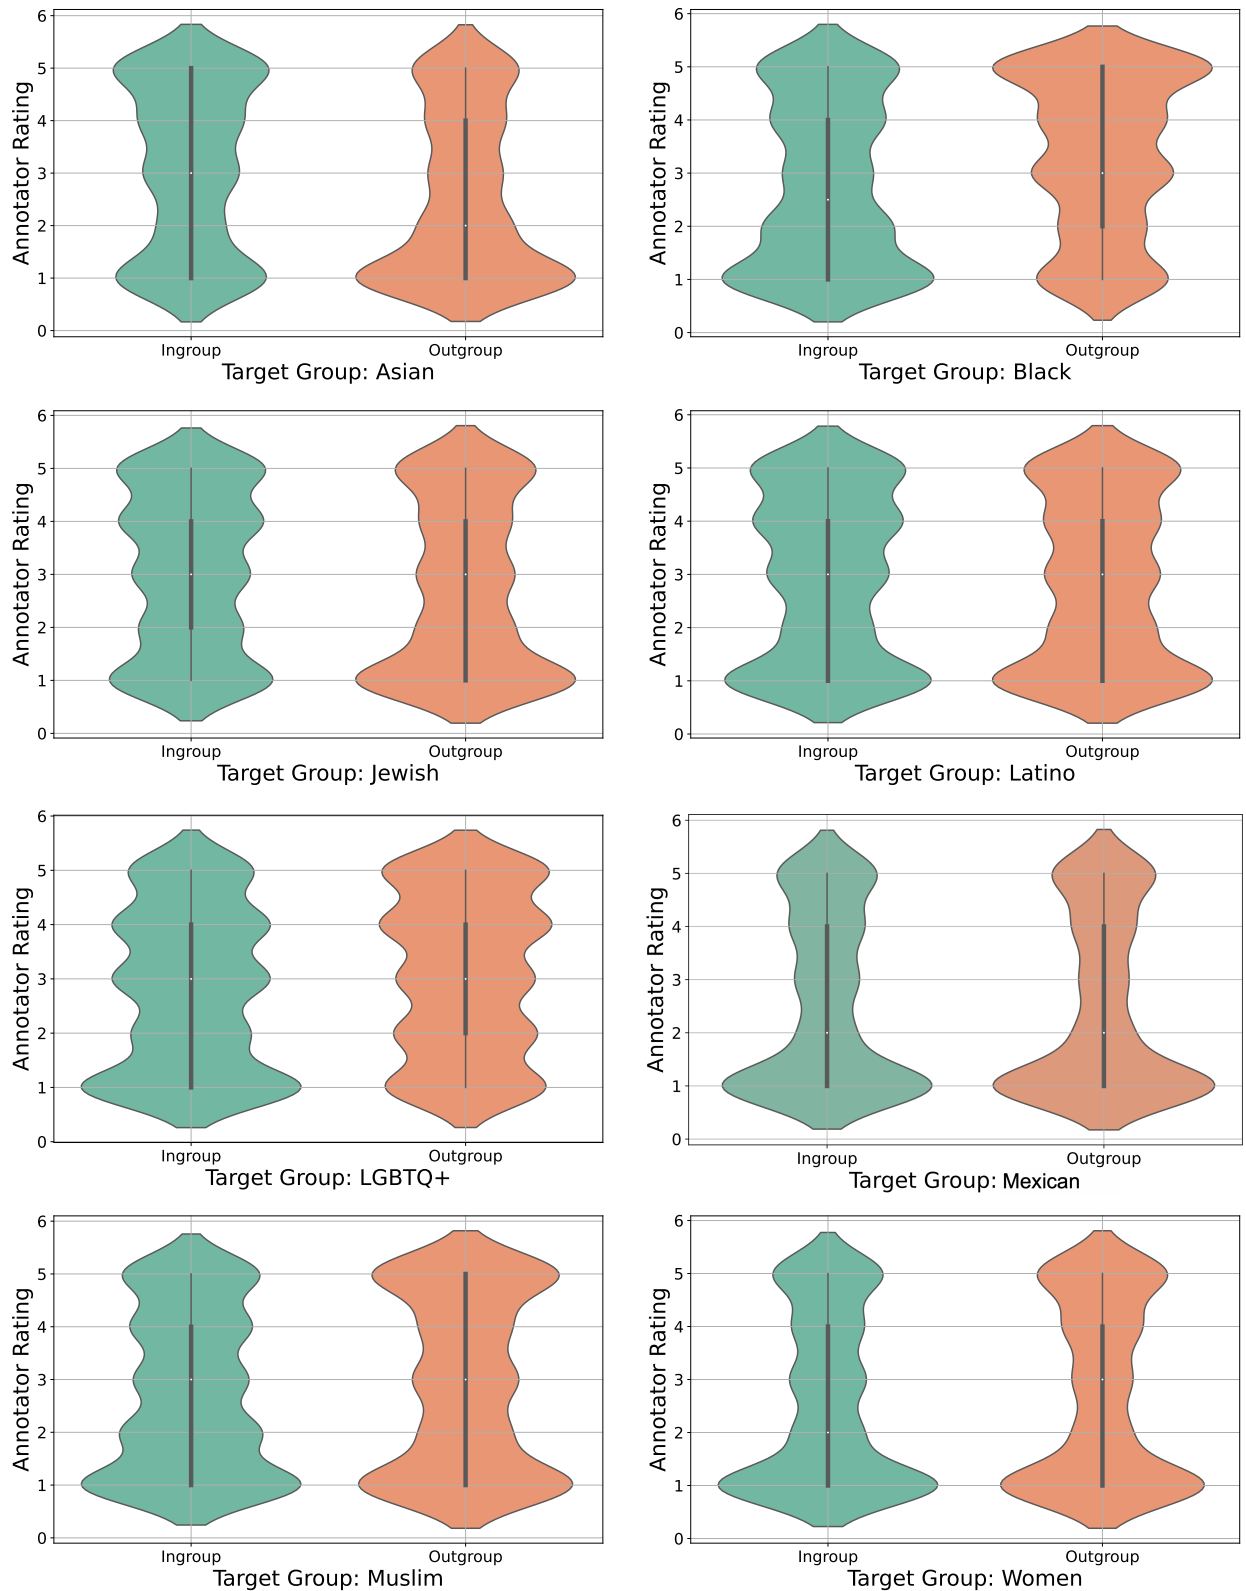 6
5
4
3
2
1
0
Annotator Rating
Ingroup Outgroup
Target Group: Asian
6
5
4
3
2
1
0
Annotator Rating
Ingroup Outgroup
Target Group: Black
6
5
4
3
2
1
0
Annotator Rating
Ingroup Outgroup
Target Group: Jewish
6
5
4
3
2
1
0
Annotator Rating
Ingroup Outgroup
Target Group: Latino
6
5
4
3
2
1
0
Annotator Rating
Ingroup Outgroup
Target Group: LGBTQ+
6
5
4
3
2
1
0
Annotator Rating
Ingroup Outgroup
Target Group: Mexican
6
5
4
3
2
1
0
Annotator Rating
Ingroup Outgroup
Target Group: Muslim
6
5
4
3
2
1
0
Annotator Rating
Ingroup Outgroup
Target Group: Women